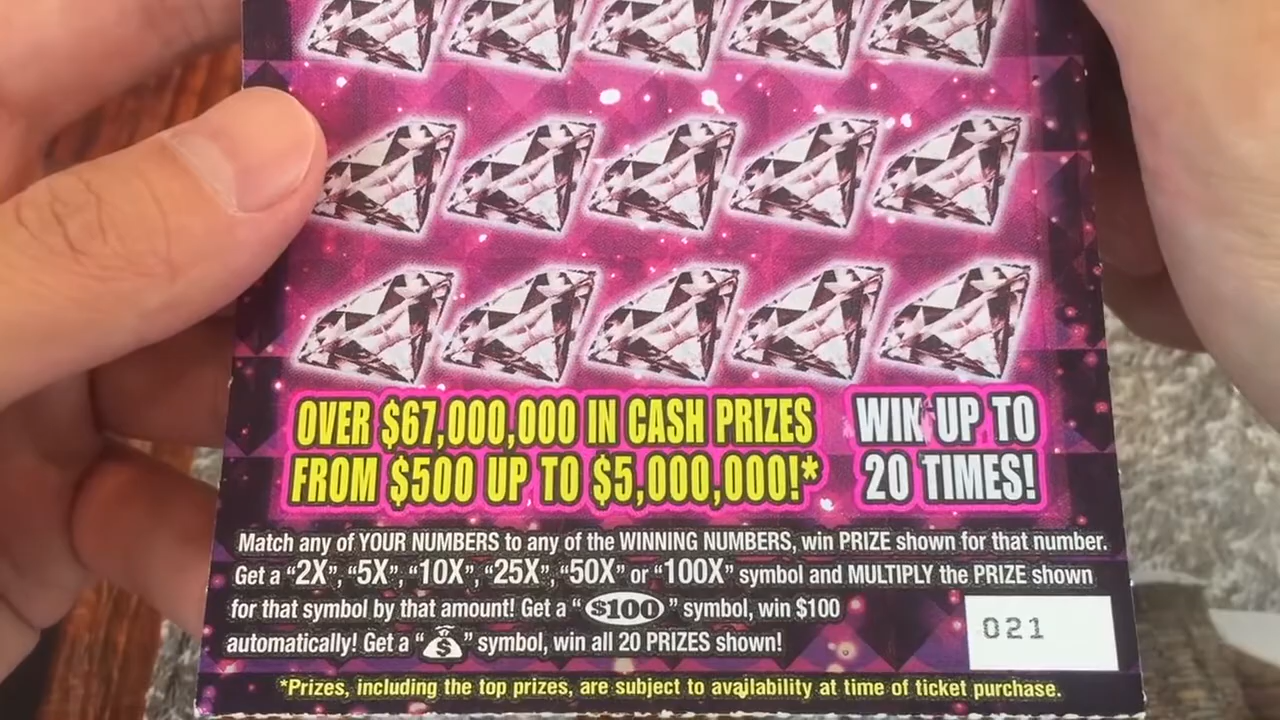 OVER $67,000,000 IN CASH PRIZES
FROM $500 UP TO $5,000,000!*
WIN UP TO
20 TIMES!
Match any of YOUR NUMBERS to any of the WINNING NUMBERS, win PRIZE shown for that number.
Get a “2X”, “5X”, “10X”, “25X”, “50X” or “100X” symbol and MULTIPLY the PRIZE shown
for that symbol by that amount! Get a “$100” symbol, win $100
automatically! Get a “$” symbol, win all 20 PRIZES shown!
021
*Prizes, including the top prizes, are subject to availability at time of ticket purchase.